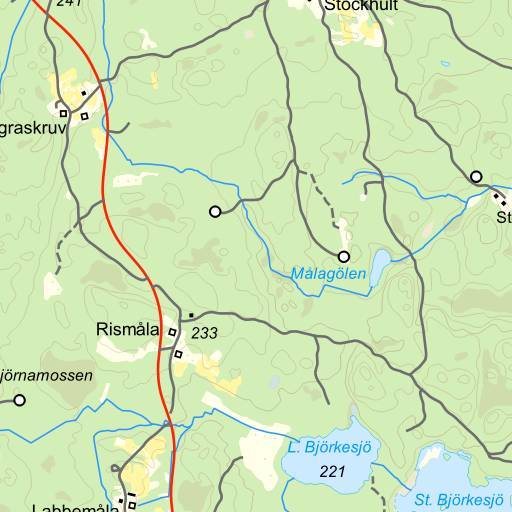 241
Stockhult
graskruv
St
Målagölen
Rismåla
233
jörnamossen
L. Björkesjö
221
St. Björkesjö
Labbemåla